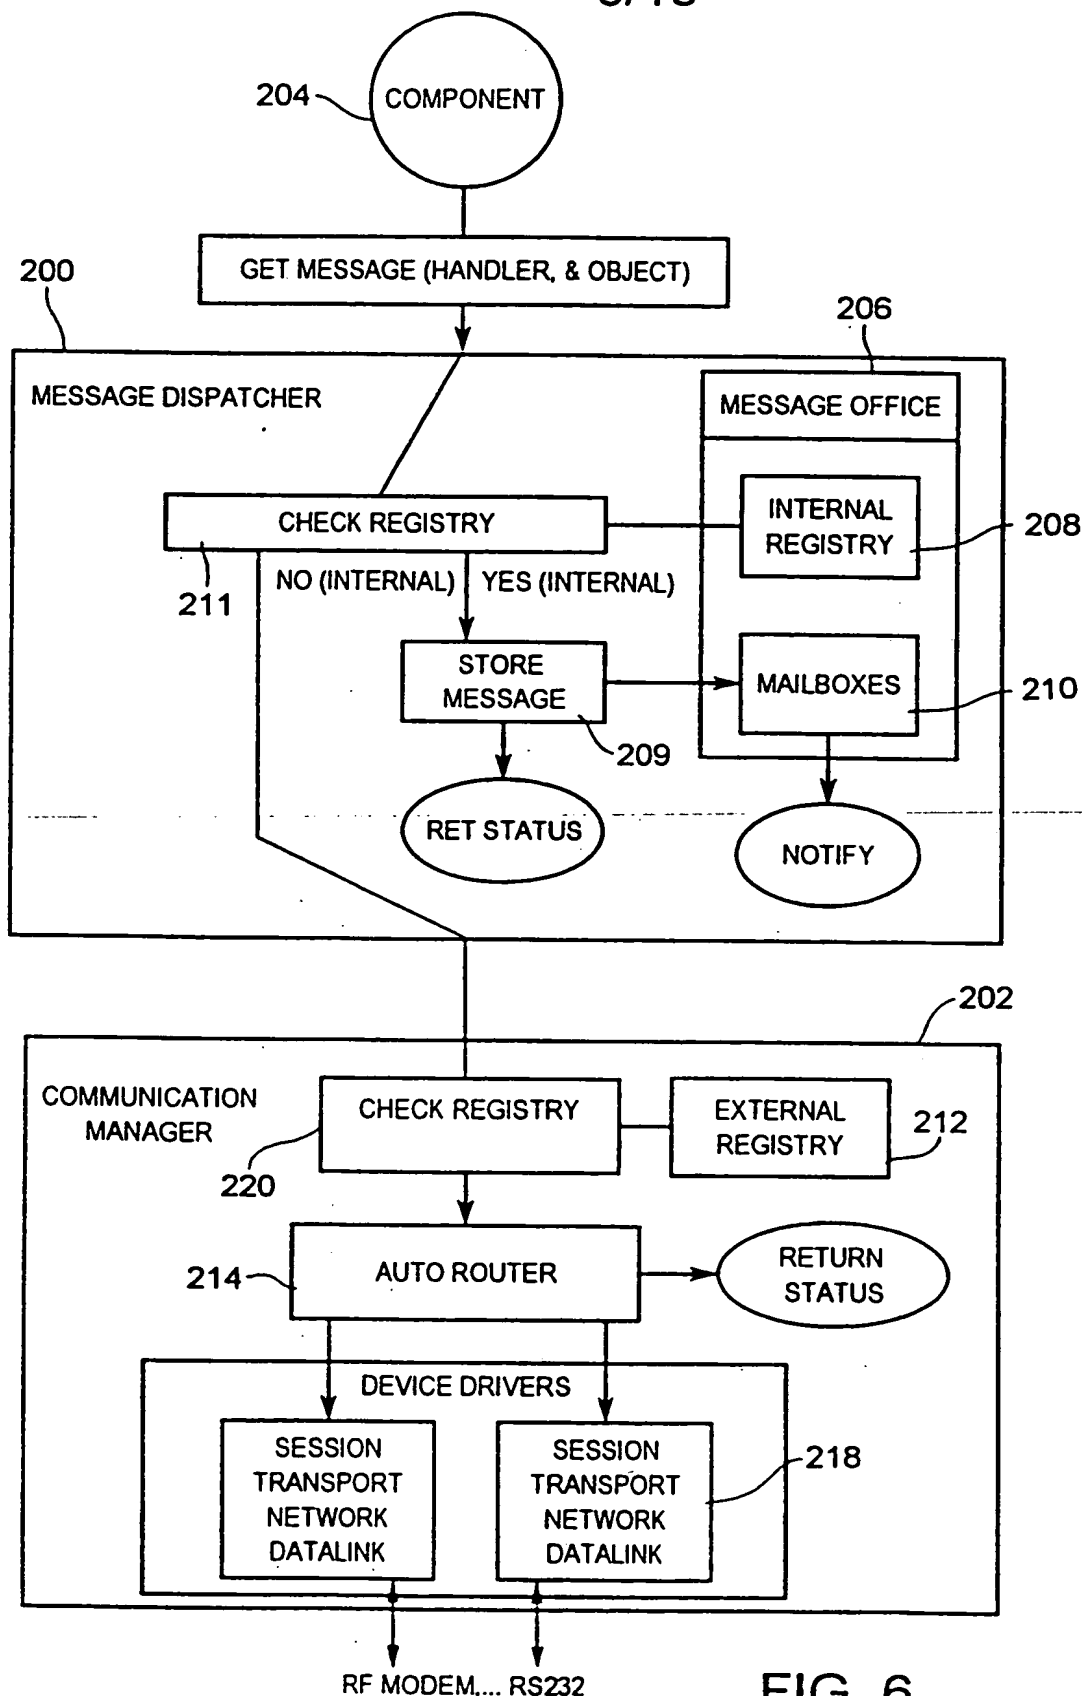 204
COMPONENT
GET MESSAGE (HANDLER, & OBJECT)
200
206
MESSAGE DISPATCHER
MESSAGE OFFICE
CHECK REGISTRY
INTERNAL
REGISTRY
208
211
NO (INTERNAL)
YES (INTERNAL)
STORE
MESSAGE
209
MAILBOXES
210
RET STATUS
NOTIFY
202
COMMUNICATION
MANAGER
CHECK REGISTRY
220
EXTERNAL
REGISTRY
212
214
AUTO ROUTER
RETURN
STATUS
DEVICE DRIVERS
SESSION
TRANSPORT
NETWORK
DATALINK
SESSION
TRANSPORT
NETWORK
DATALINK
218
RF MODEM,... RS232
FIG. 6